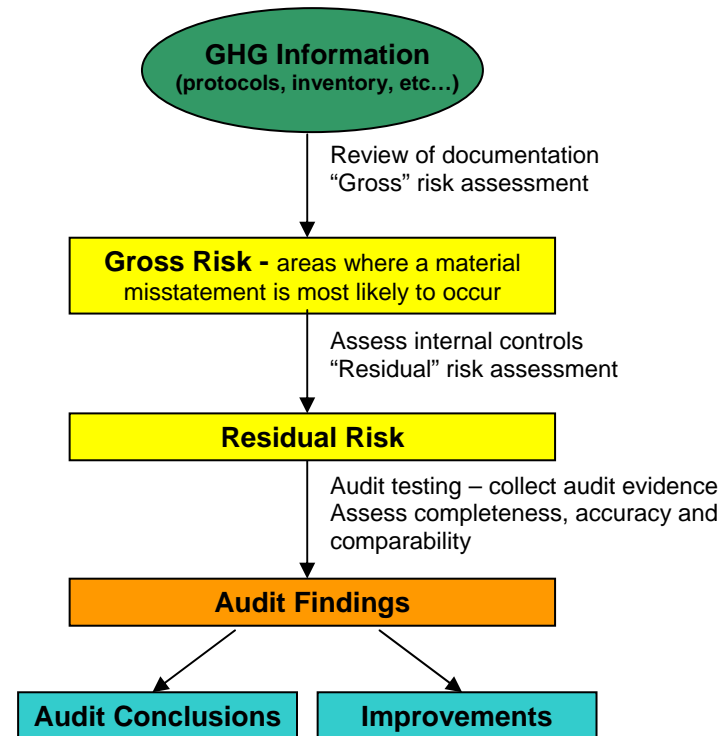 GHG Information
(protocols, inventory, etc…)
Review of documentation
“Gross” risk assessment
Gross Risk - areas where a material
misstatement is most likely to occur
Assess internal controls
“Residual” risk assessment
Residual Risk
Audit testing – collect audit evidence
Assess completeness, accuracy and
comparability
Audit Findings
Audit Conclusions
Improvements